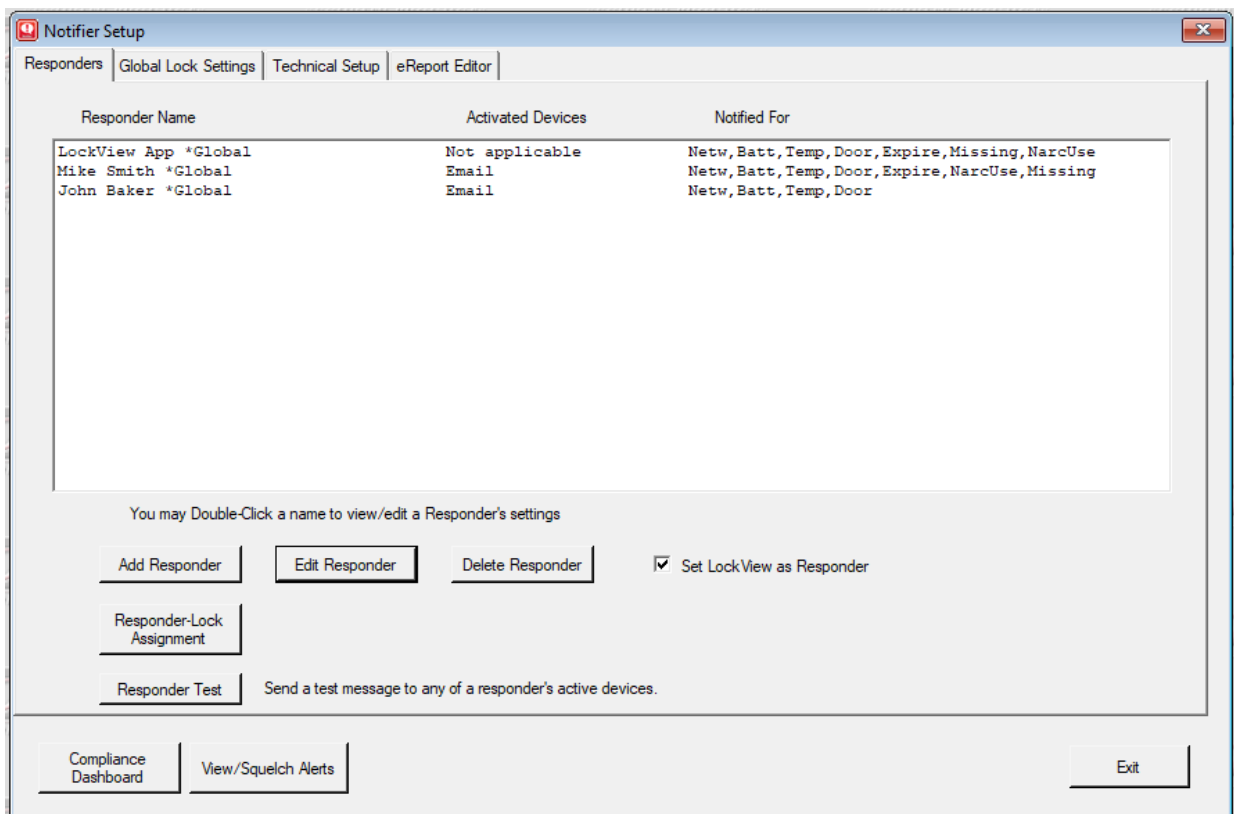 Notifier Setup
Responders Global Lock Settings Technical Setup eReport Editor
Responder Name Activated Devices Notified For
LockView App *Global Not applicable Netw,Batt,Temp,Door,Expire,Missing,NarcUse
Mike Smith *Global Email Netw,Batt,Temp,Door,Expire,NarcUse,Missing
John Baker *Global Email Netw,Batt,Temp,Door
You may Double-Click a name to view/edit a Responder's settings
Add Responder Edit Responder Delete Responder Set LockView as Responder
Responder-Lock
Assignment
Responder Test Send a test message to any of a responder's active devices.
Compliance
Dashboard
View/Squelch Alerts
Exit